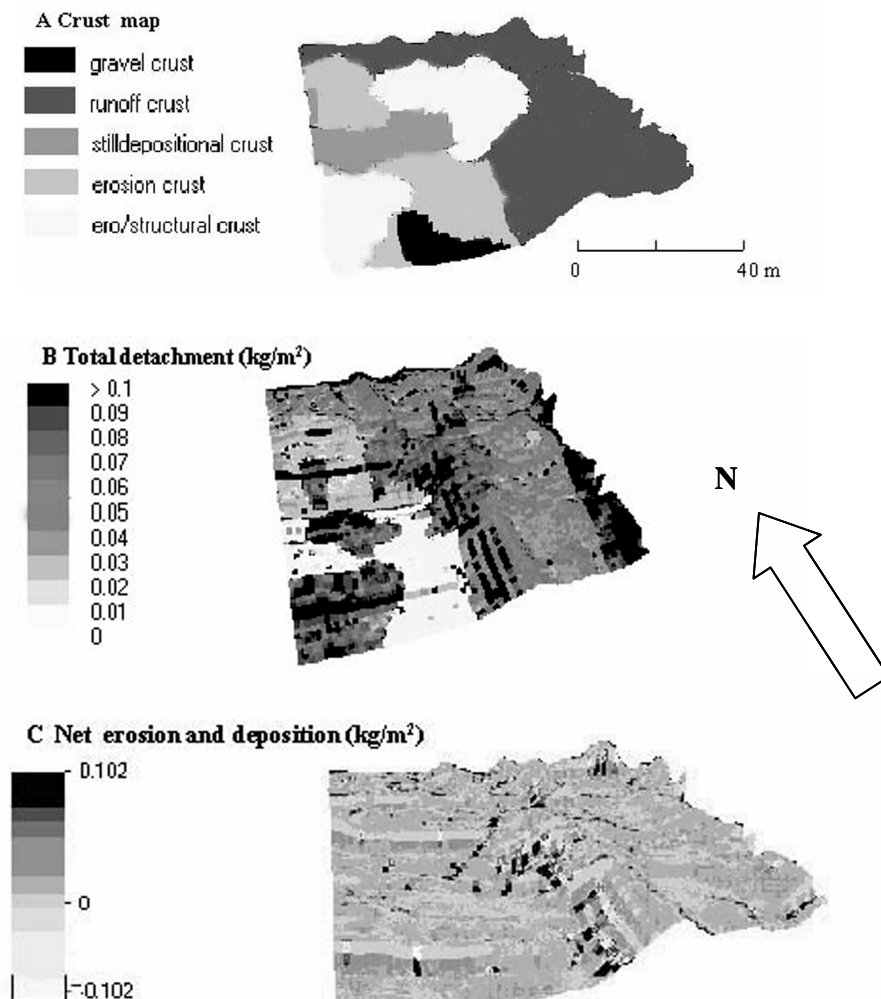 A Crust map
gravel crust
runoff crust
stilldepositional crust
erosion crust
ero/structural crust
0 40 m
B Total detachment (kg/m²)
> 0.1
0.09
0.08
0.07
0.06
0.05
0.04
0.03
0.02
0.01
0
N
C Net erosion and deposition (kg/m²)
0.102
0
-0.102